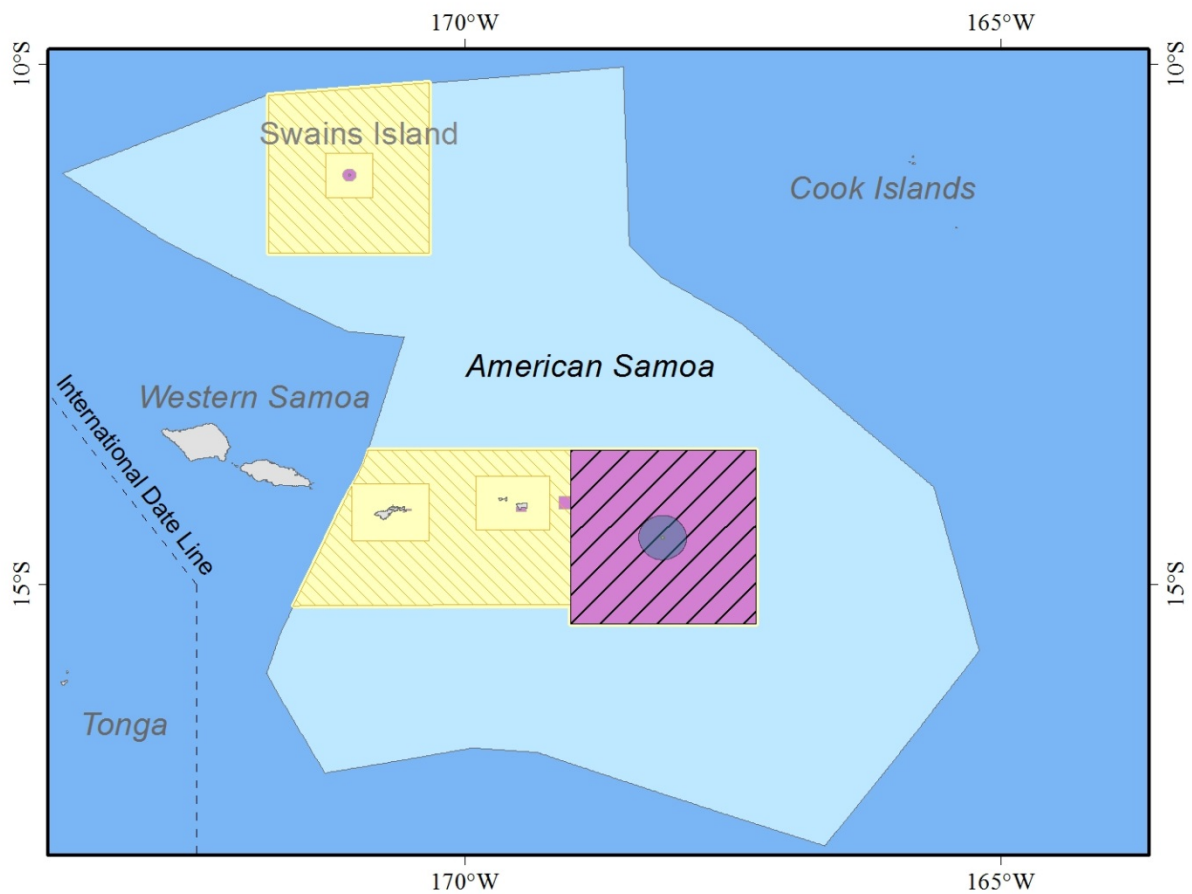 170°W
165°W
10°S
10°S
Swains Island
Cook Islands
American Samoa
Western Samoa
International Date Line
15°S
15°S
Tonga
170°W
165°W